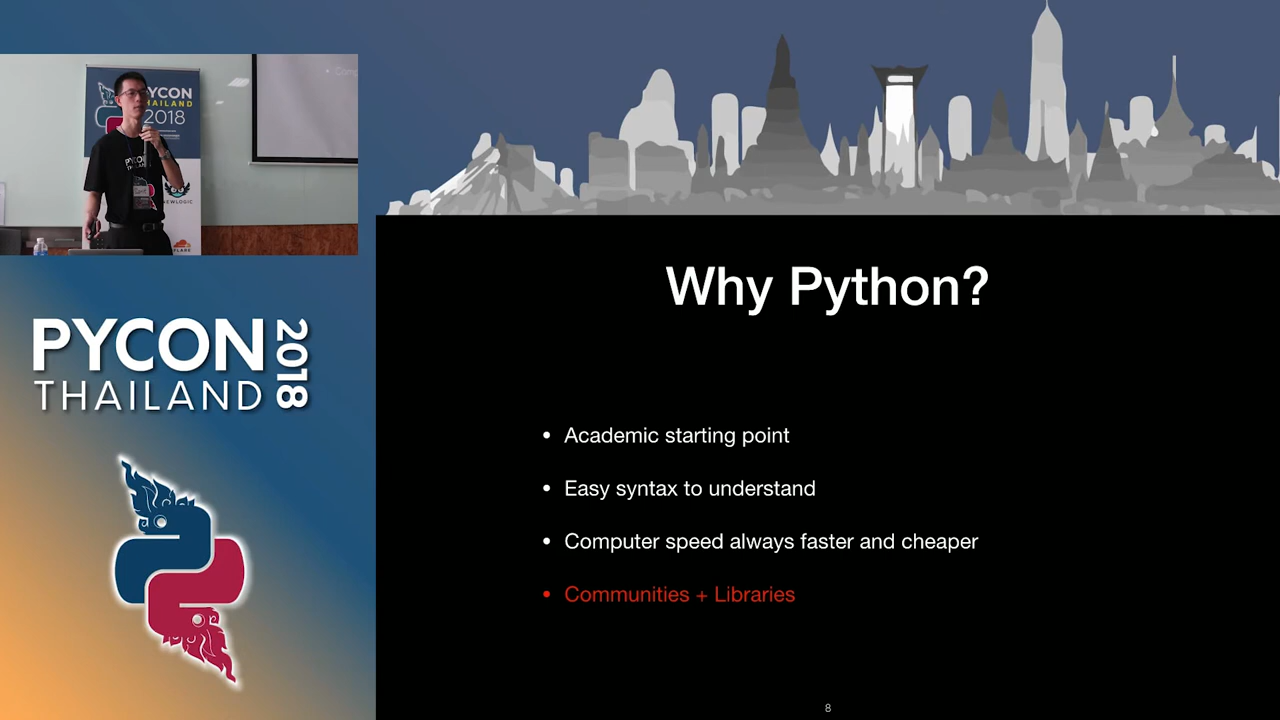 PYCON
THAILAND
2018
NEWLOGIC
PYCON
THAILAND
2018
Why Python?
• Academic starting point
• Easy syntax to understand
• Computer speed always faster and cheaper
• Communities + Libraries
8